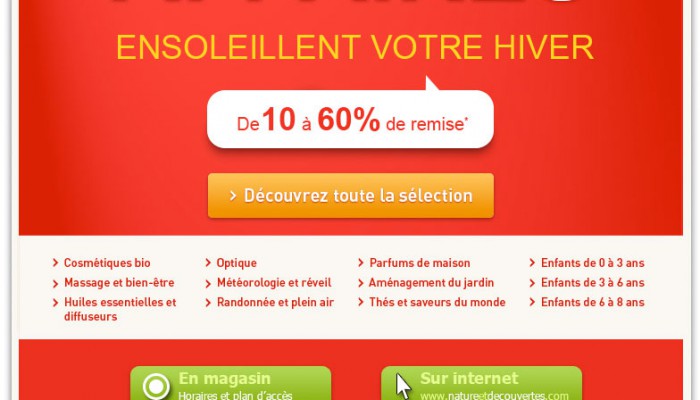 ENSOLEILLENT VOTRE HIVER
De 10 à 60% de remise*
Découvrez toute la sélection
Cosmétiques bio
Massage et bien-être
Huiles essentielles et
diffuseurs
Optique
Météorologie et réveil
Randonnée et plein air
Parfums de maison
Aménagement du jardin
Thés et saveurs du monde
Enfants de 0 à 3 ans
Enfants de 3 à 6 ans
Enfants de 6 à 8 ans
En magasin
Horaires et plan d'accès
Sur internet
www.natureetdecouvertes.com